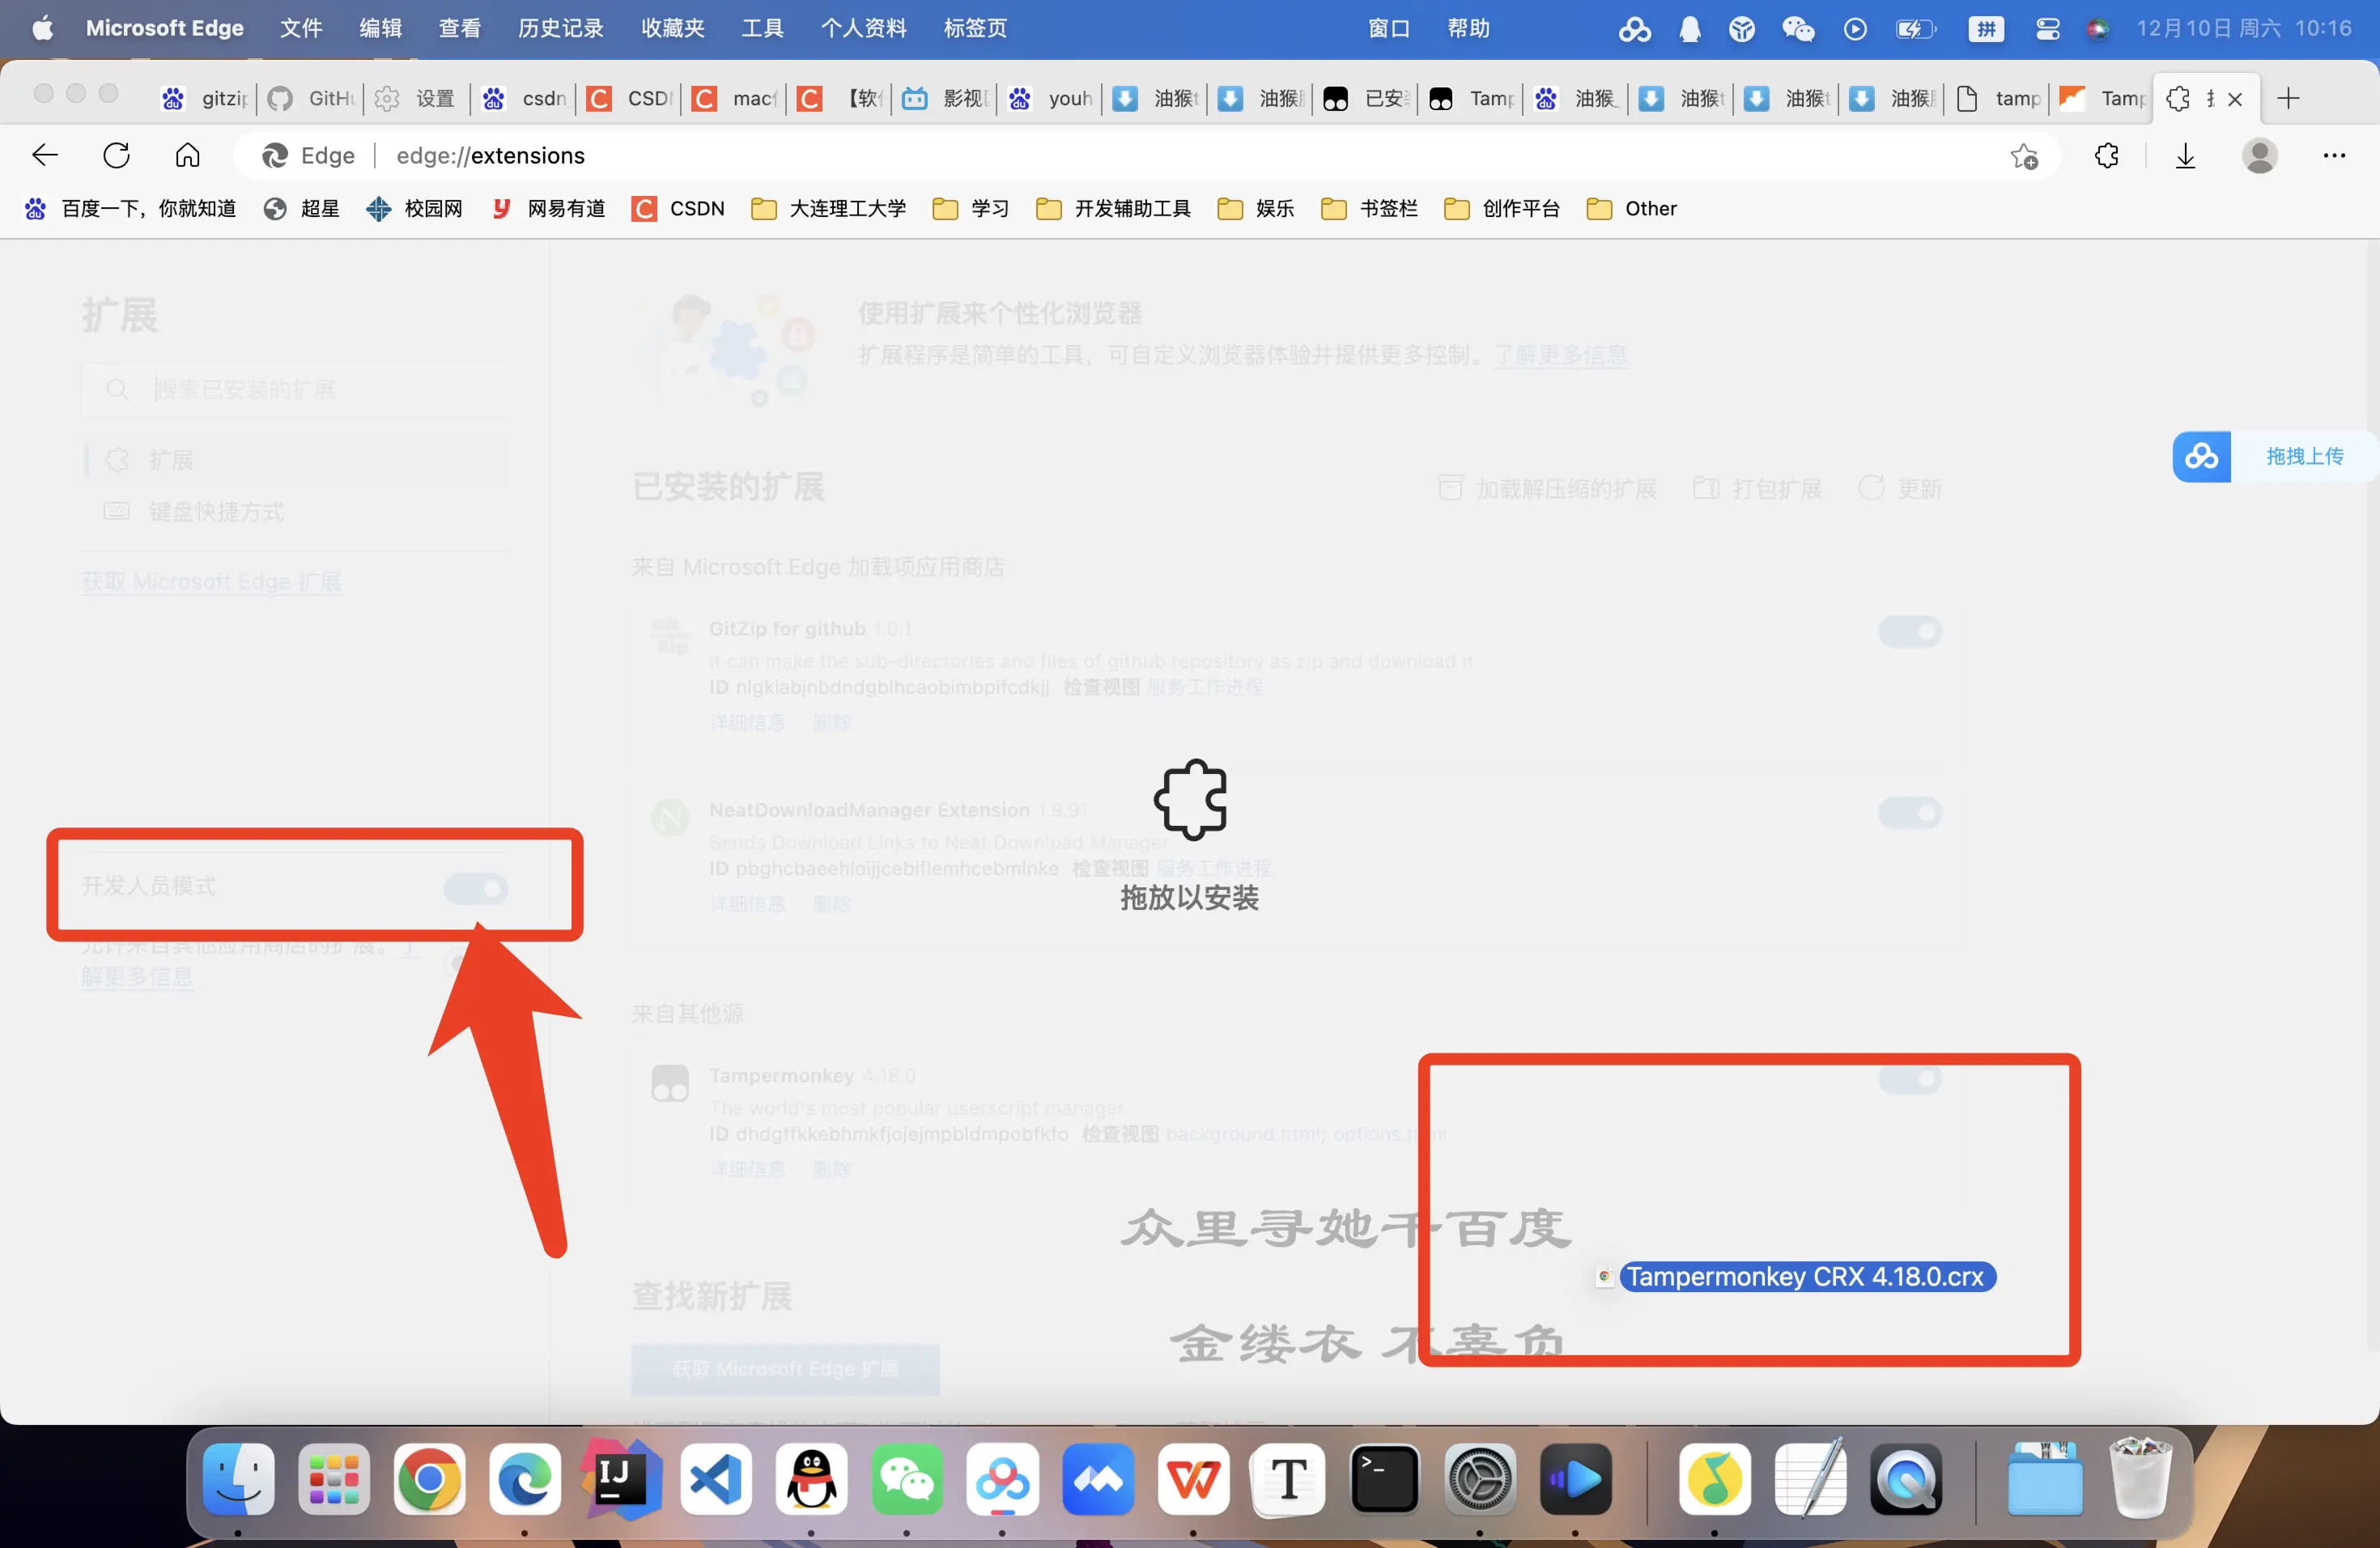 Microsoft Edge 文件 编辑 查看 历史记录 收藏夹 工具 个人资料 标签页 窗口 帮助 拼 12月10日 周六 10:16
gitzip GitHu 设置 csdn CSD mac 【软 影视 youh 油猴t 油猴 已安 Tamp 油猴_ 油猴t 油猴t 油猴 tamp Tamp
Edge edge://extensions
百度一下，你就知道 超星 校园网 网易有道 CSDN 大连理工大学 学习 开发辅助工具 娱乐 书签栏 创作平台 Other
扩展
搜索已安装的扩展
扩展
键盘快捷方式
获取 Microsoft Edge 扩展
开发人员模式
允许来自其他应用商店的扩展。了
解更多信息
使用扩展来个性化浏览器
扩展程序是简单的工具，可自定义浏览器体验并提供更多控制。了解更多信息
拖拽上传
已安装的扩展 加载解压缩的扩展 打包扩展 更新
来自 Microsoft Edge 加载项应用商店
GitZip for github 1.0.1
It can make the sub-directories and files of github repository as zip and download it
ID nlgkiabjnbdndgblhcaobimbpifcdkjj 检查视图 服务工作进程
详细信息 删除
NeatDownloadManager Extension 1.9.91
Sends Download Links to Neat Download Manager
ID pbghcbaeehloijjcebiflemhcebmlnke 检查视图 服务工作进程
详细信息 删除
拖放以安装
来自其他源
Tampermonkey 4.18.0
The world's most popular userscript manager
ID dhdgffkkebhmkfjojejmpbldmpobfkfo 检查视图 background.html; options.html
详细信息 删除
众里寻她千百度
Tampermonkey CRX 4.18.0.crx
查找新扩展
金缕衣 不辜负
获取 Microsoft Edge 扩展